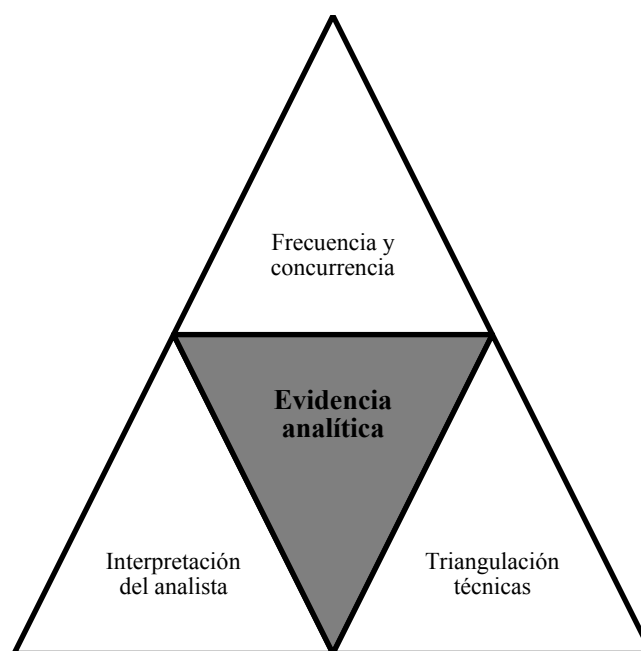 Frecuencia y
concurrencia
Evidencia
analítica
Interpretación
del analista
Triangulación
técnicas